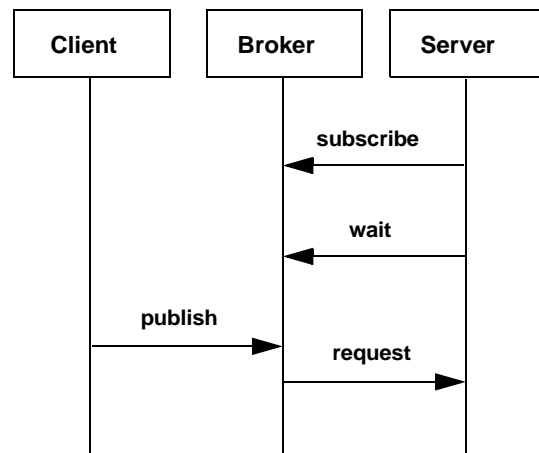 Client
Broker
Server
subscribe
wait
publish
request